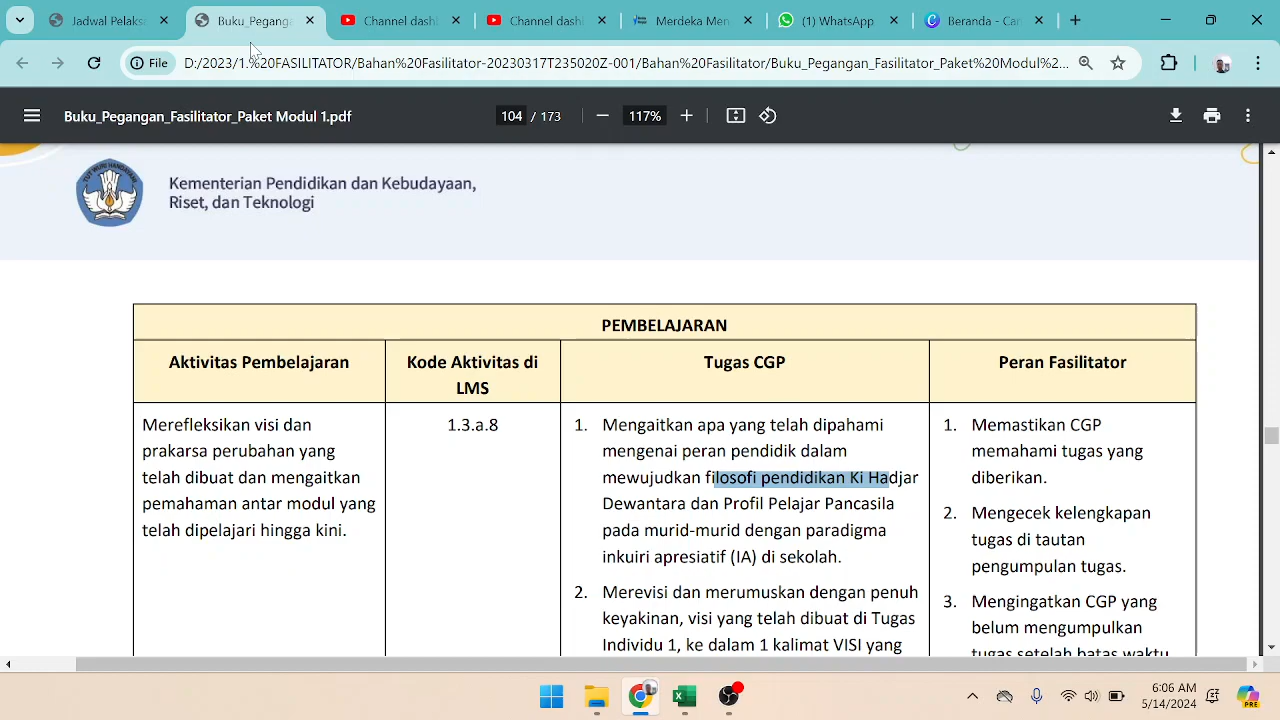 Jadwal Pelaks
Buku_Pegang
Channel dash
Channel dash
Merdeka Men
(1) WhatsApp
Beranda - Can
File
D:/2023/1.%20FASILITATOR/Bahan%20Fasilitator-20230317T235020Z-001/Bahan%20Fasilitator/Buku_Pegangan_Fasilitator_Paket%20Modul%2...
Buku_Pegangan_Fasilitator_Paket Modul 1.pdf
104 / 173
117%
Kementerian Pendidikan dan Kebudayaan,
Riset, dan Teknologi
PEMBELAJARAN
Aktivitas Pembelajaran
Kode Aktivitas di
LMS
Tugas CGP
Peran Fasilitator
Merefleksikan visi dan
prakarsa perubahan yang
telah dibuat dan mengaitkan
pemahaman antar modul yang
telah dipelajari hingga kini.
1.3.a.8
1. Mengaitkan apa yang telah dipahami
mengenai peran pendidik dalam
mewujudkan filosofi pendidikan Ki Hadjar
Dewantara dan Profil Pelajar Pancasila
pada murid-murid dengan paradigma
inkuiri apresiatif (IA) di sekolah.
2. Merevisi dan merumuskan dengan penuh
keyakinan, visi yang telah dibuat di Tugas
Individu 1, ke dalam 1 kalimat VISI yang
1. Memastikan CGP
memahami tugas yang
diberikan.
2. Mengecek kelengkapan
tugas di tautan
pengumpulan tugas.
3. Mengingatkan CGP yang
belum mengumpulkan
tugas setelah batas waktu
6:06 AM
5/14/2024
PRE